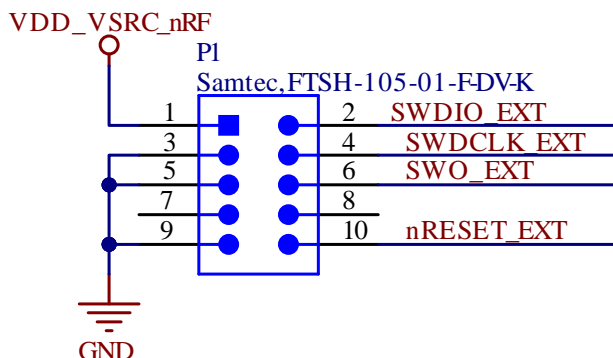 VDD_VSRC_nRF
P1
Samtec,FTSH-105-01-F-DV-K
1 2 SWDIO_EXT
3 4 SWDCLK_EXT
5 6 SWO_EXT
7 8
9 10 nRESET_EXT
GND